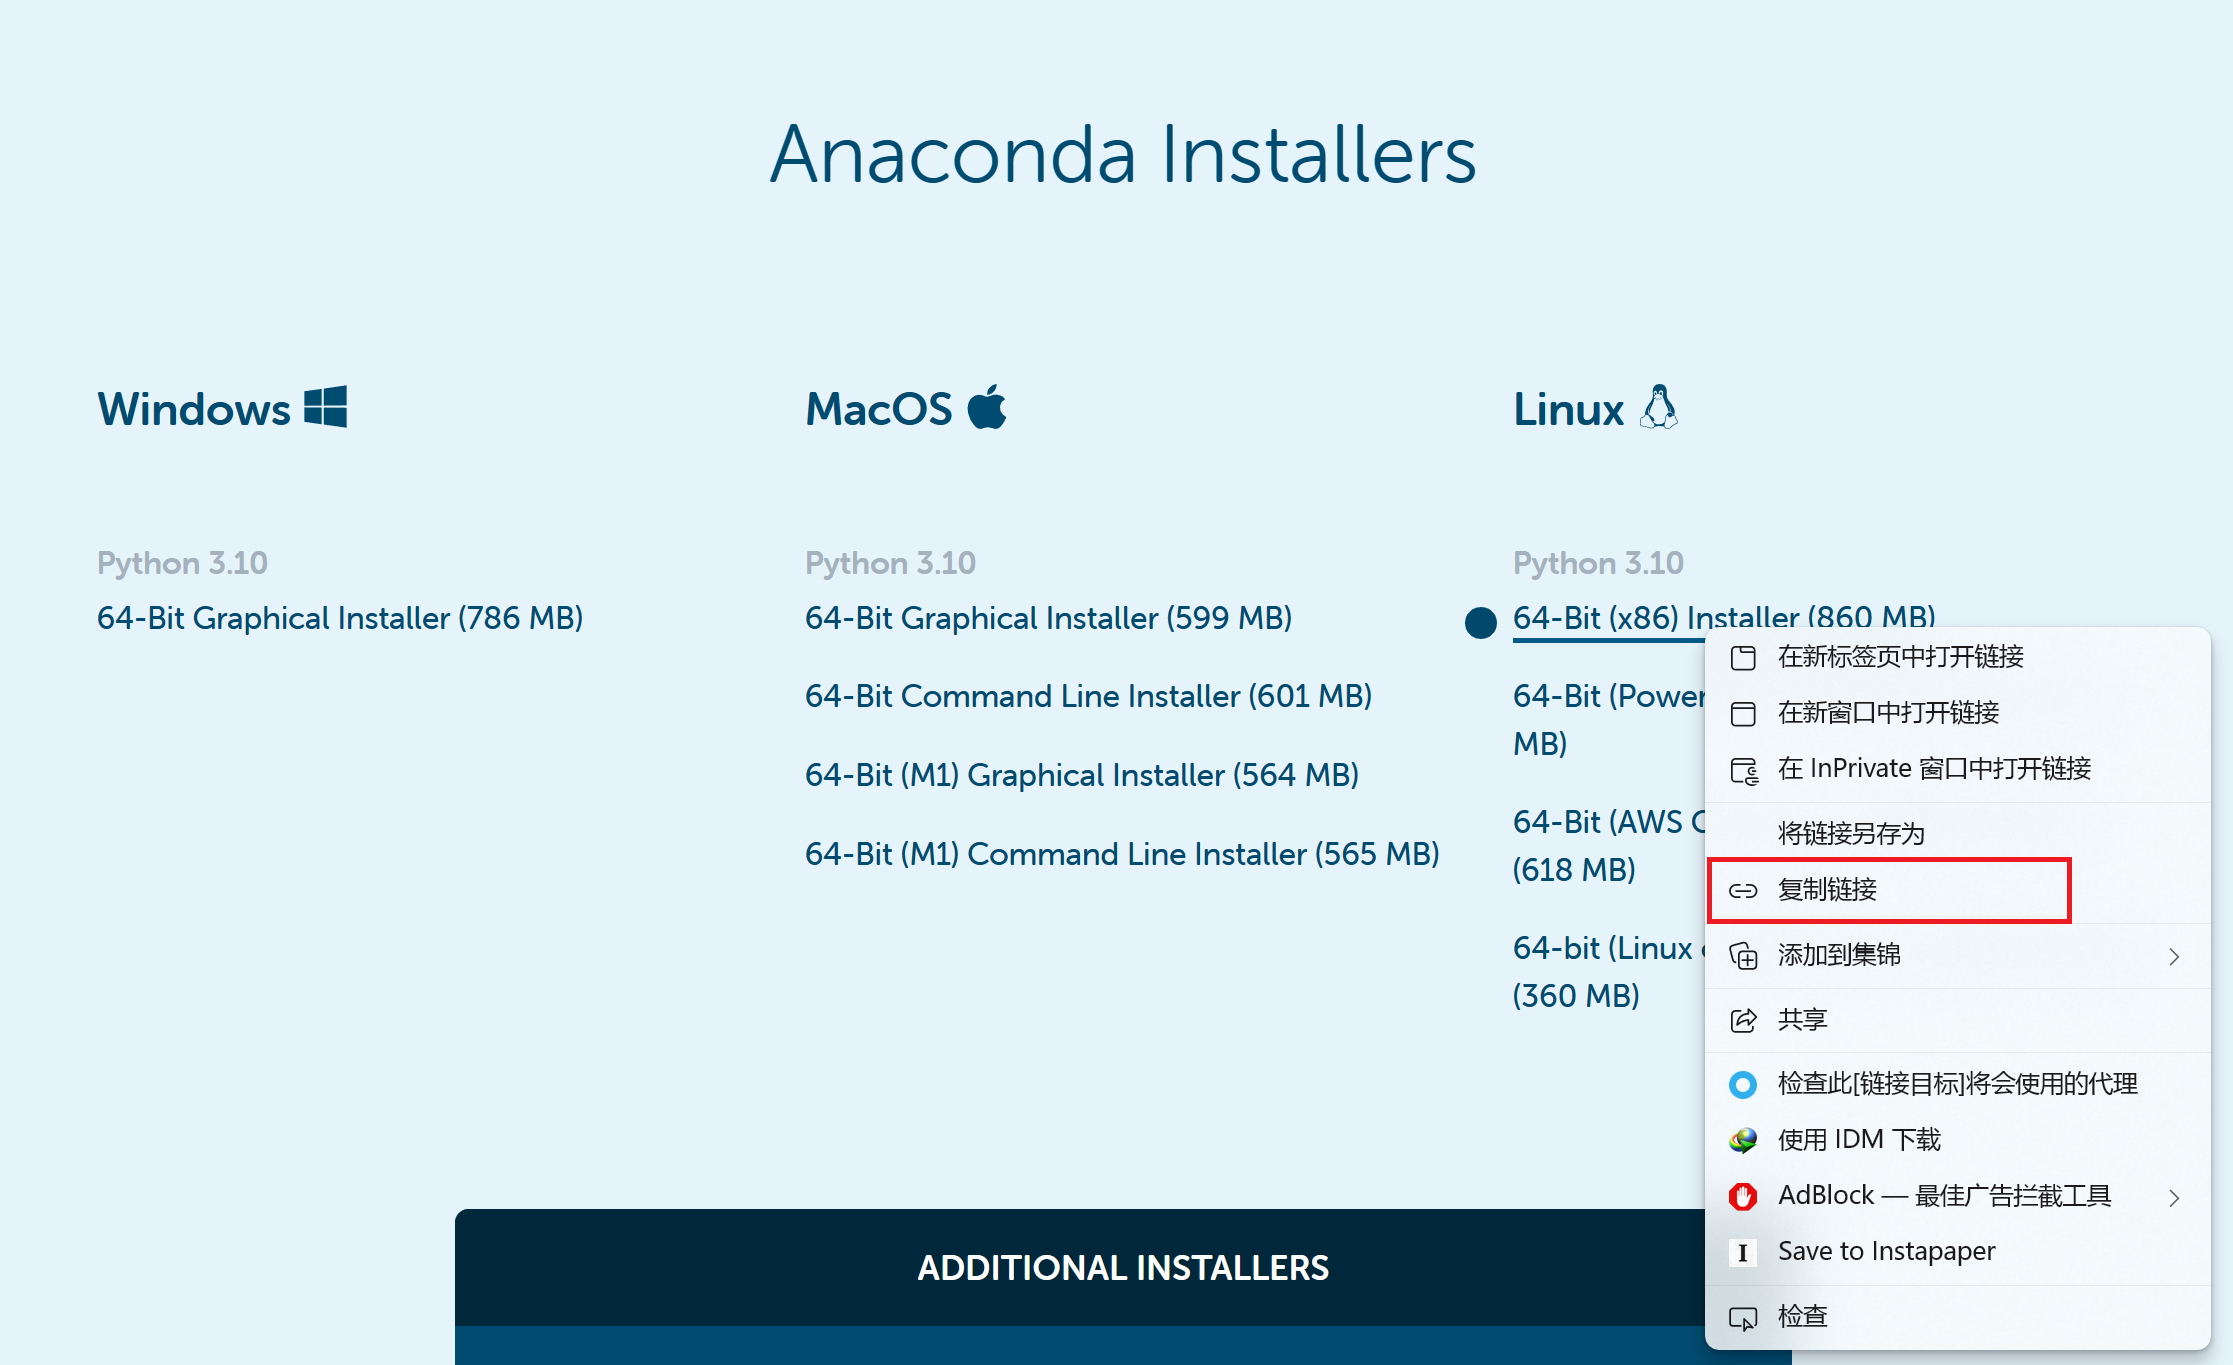 Anaconda Installers
Windows
Python 3.10
64-Bit Graphical Installer (786 MB)
MacOS
Python 3.10
64-Bit Graphical Installer (599 MB)
64-Bit Command Line Installer (601 MB)
64-Bit (M1) Graphical Installer (564 MB)
64-Bit (M1) Command Line Installer (565 MB)
Linux
Python 3.10
64-Bit (x86) Installer (860 MB)
64-Bit (Power
MB)
64-Bit (AWS
(618 MB)
64-bit (Linux
(360 MB)
在新标签页中打开链接
在新窗口中打开链接
在 InPrivate 窗口中打开链接
将链接另存为
复制链接
添加到集锦
共享
检查此[链接目标]将会使用的代理
使用 IDM 下载
AdBlock — 最佳广告拦截工具
I
Save to Instapaper
检查
ADDITIONAL INSTALLERS